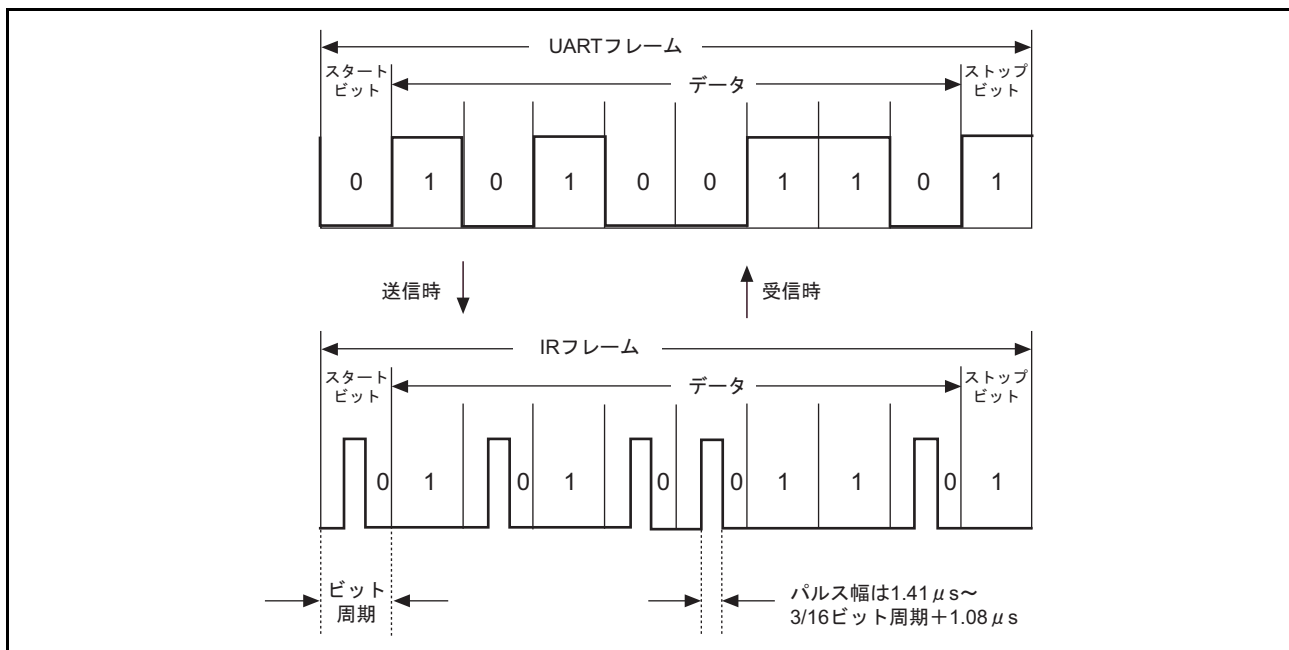 UARTフレーム
スタート
ビット
データ
ストップ
ビット
0 1 0 1 0 0 1 1 0 1
送信時
受信時
IRフレーム
スタート
ビット
データ
ストップ
ビット
0 1 0 1 0 0 1 1 0 1
ビット
周期
パルス幅は1.41μs～
3/16ビット周期＋1.08μs